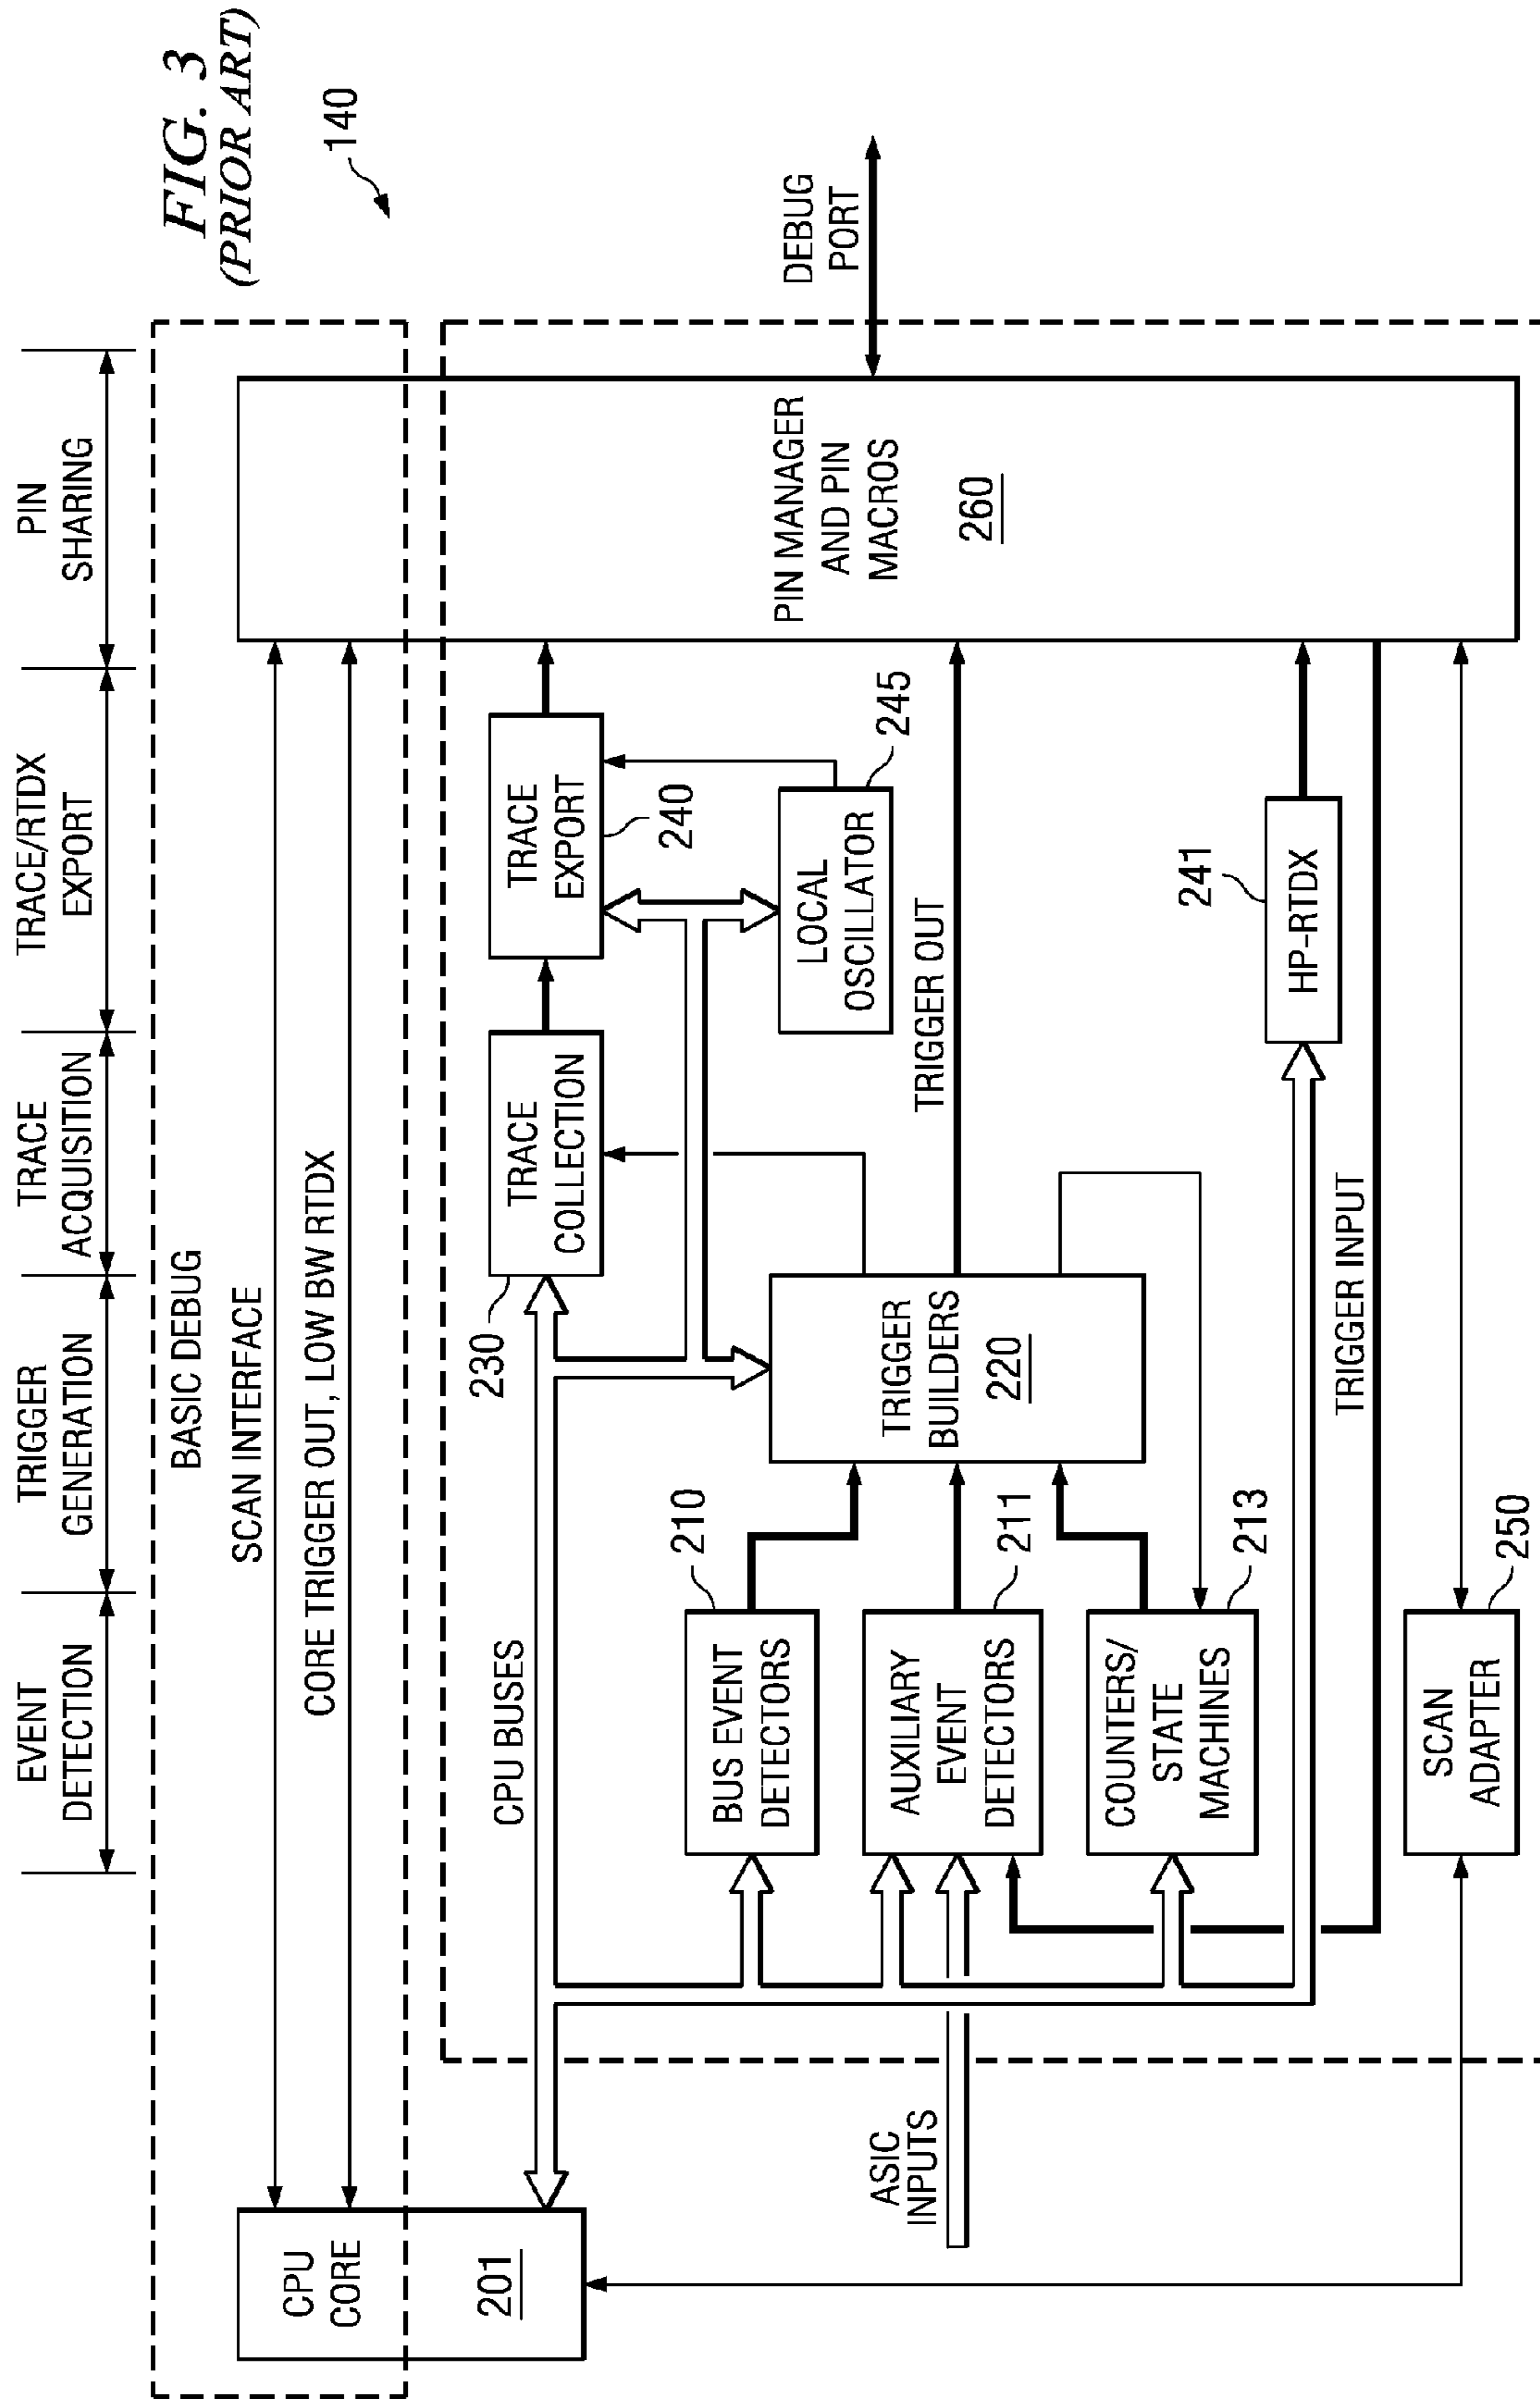 FIG. 3
(PRIOR ART)
140
EVENT
DETECTION
TRIGGER
GENERATION
TRACE
ACQUISITION
TRACE/RTDX
EXPORT
PIN
SHARING
BASIC DEBUG
SCAN INTERFACE
CORE TRIGGER OUT, LOW BW RTDX
CPU
CORE
201
CPU BUSES
230
TRACE
COLLECTION
TRACE
EXPORT
240
LOCAL
OSCILLATOR
245
PIN MANAGER
AND PIN
MACROS
260
DEBUG
PORT
BUS EVENT
DETECTORS
210
TRIGGER
BUILDERS
220
TRIGGER OUT
ASIC
INPUTS
AUXILIARY
EVENT
DETECTORS
211
COUNTERS/
STATE
MACHINES
213
241
HP-RTDX
TRIGGER INPUT
SCAN
ADAPTER
250